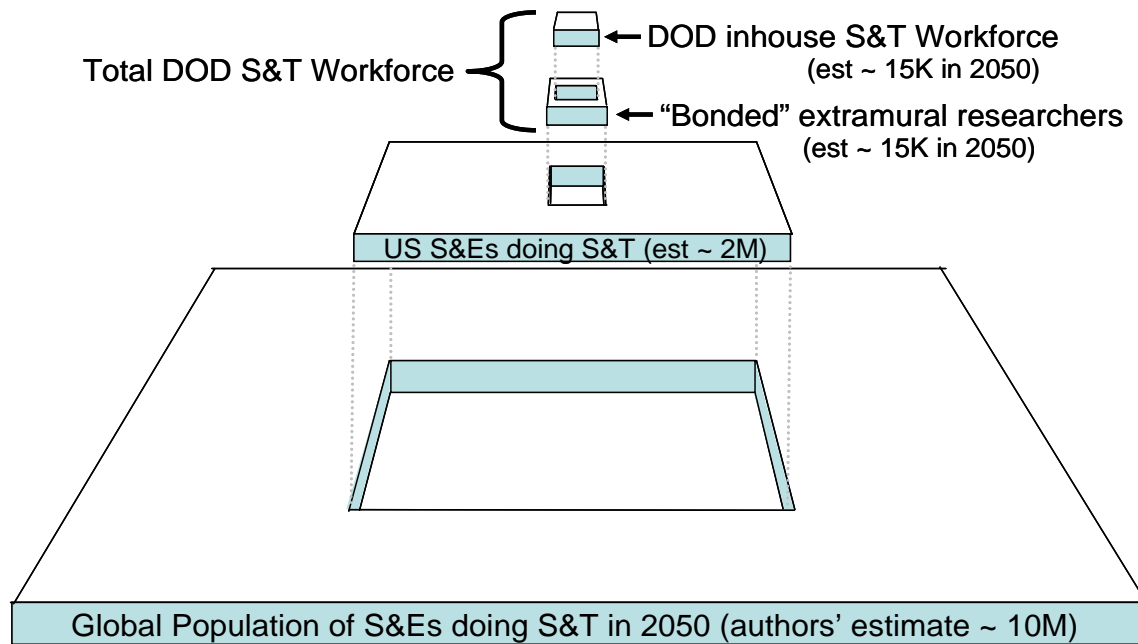 DOD inhouse S&T Workforce
(est ~ 15K in 2050)
Total DOD S&T Workforce
“Bonded” extramural researchers
(est ~ 15K in 2050)
US S&Es doing S&T (est ~ 2M)
Global Population of S&Es doing S&T in 2050 (authors’ estimate ~ 10M)